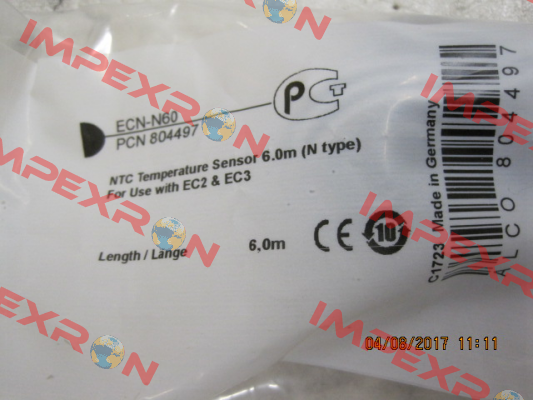 IMPEXRON
IMPEXRON
ECN-N60
PCN 804497
PCT
NTC Temperature Sensor 6.0m (N type)
For Use with EC2 & EC3
Length / Länge 6,0m
CE
10
C1723 Made in Germany
ALCO 804497
IMPEXRON
IMPEXRON
IMPEXRON
04/08/2017 11:11